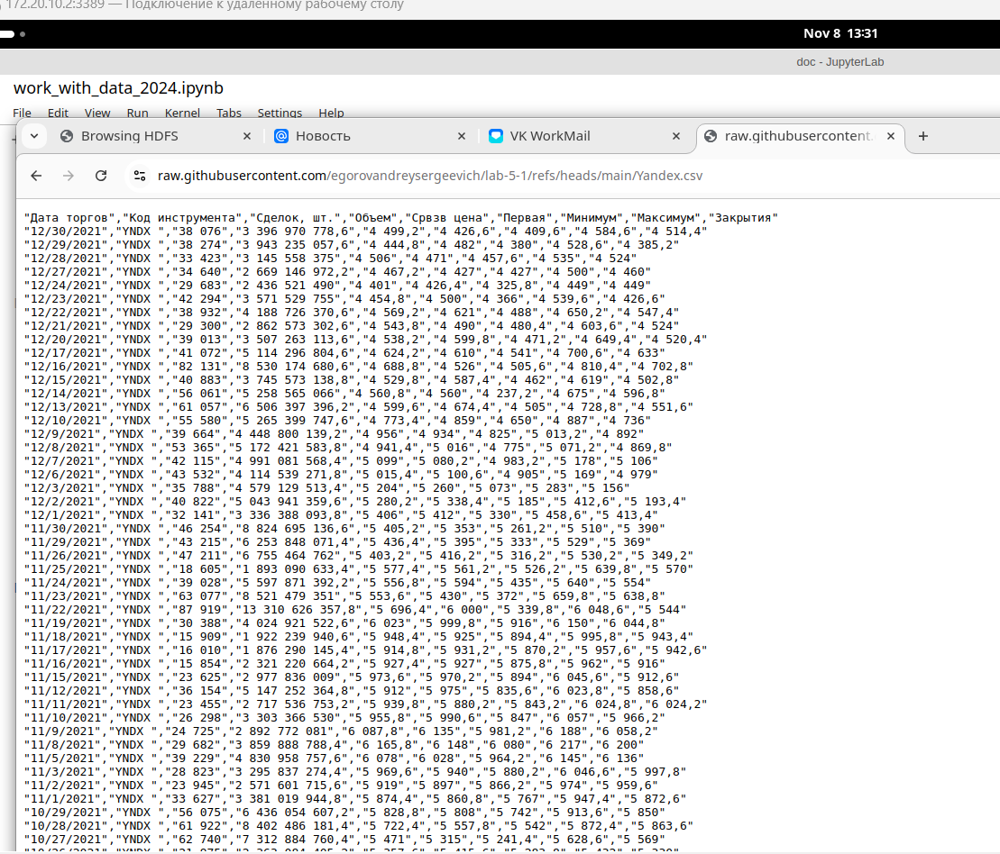 172.20.10.2:3389 — Подключение к удаленному рабочему столу
Nov 8 13:31
doc - JupyterLab
work_with_data_2024.ipynb
File Edit View Run Kernel Tabs Settings Help
Browsing HDFS Новость VK WorkMail raw.githubusercontent.
raw.githubusercontent.com/egorovandreysergeevich/lab-5-1/refs/heads/main/Yandex.csv
"Дата торгов","Код инструмента","Сделок, шт.","Объем","Српвзв цена","Первая","Минимум","Максимум","Закрытия"
"12/30/2021","YNDX ","38 076","3 396 970 778,6","4 499,2","4 426,6","4 409,6","4 584,6","4 514,4"
"12/29/2021","YNDX ","38 274","3 943 235 057,6","4 444,8","4 482","4 380","4 528,6","4 385,2"
"12/28/2021","YNDX ","33 423","3 145 558 375","4 506","4 471","4 457,6","4 535","4 524"
"12/27/2021","YNDX ","34 640","2 669 146 972,2","4 467,2","4 427","4 427","4 500","4 460"
"12/24/2021","YNDX ","29 683","2 436 521 490","4 401","4 426,4","4 325,8","4 449","4 449"
"12/23/2021","YNDX ","42 294","3 571 529 755","4 454,8","4 500","4 366","4 539,6","4 426,6"
"12/22/2021","YNDX ","38 932","4 188 726 370,6","4 569,2","4 621","4 488","4 650,2","4 547,4"
"12/21/2021","YNDX ","29 300","2 862 573 302,6","4 543,8","4 490","4 480,4","4 603,6","4 524"
"12/20/2021","YNDX ","39 013","3 507 263 113,6","4 538,2","4 599,8","4 471,2","4 649,4","4 520,4"
"12/17/2021","YNDX ","41 072","5 114 296 804,6","4 624,2","4 610","4 541","4 700,6","4 633"
"12/16/2021","YNDX ","82 131","8 530 174 680,6","4 688,8","4 526","4 505,6","4 810,4","4 702,8"
"12/15/2021","YNDX ","40 883","3 745 573 138,8","4 529,8","4 587,4","4 462","4 619","4 502,8"
"12/14/2021","YNDX ","56 061","5 258 565 066","4 560,8","4 560","4 237,2","4 675","4 596,8"
"12/13/2021","YNDX ","61 057","6 506 397 396,2","4 599,6","4 674,4","4 505","4 728,8","4 551,6"
"12/10/2021","YNDX ","55 580","5 265 399 747,6","4 773,4","4 859","4 650","4 887","4 736"
"12/9/2021","YNDX ","39 664","4 448 800 139,2","4 956","4 934","4 825","5 013,2","4 892"
"12/8/2021","YNDX ","53 365","5 172 421 583,8","4 941,4","5 016","4 775","5 071,2","4 869,8"
"12/7/2021","YNDX ","42 115","4 991 081 568,4","5 099","5 080,2","4 983,2","5 178","5 106"
"12/6/2021","YNDX ","43 532","4 114 539 271,8","5 015,4","5 100,6","4 905","5 169","4 979"
"12/3/2021","YNDX ","35 788","4 579 129 513,4","5 204","5 260","5 073","5 283","5 156"
"12/2/2021","YNDX ","40 822","5 043 941 359,6","5 280,2","5 338,4","5 185","5 412,6","5 193,4"
"12/1/2021","YNDX ","32 141","3 336 388 093,8","5 406","5 412","5 330","5 458,6","5 413,4"
"11/30/2021","YNDX ","46 254","8 824 695 136,6","5 405,2","5 353","5 261,2","5 510","5 390"
"11/29/2021","YNDX ","43 215","6 253 848 071,4","5 436,4","5 395","5 333","5 529","5 369"
"11/26/2021","YNDX ","47 211","6 755 464 762","5 403,2","5 416,2","5 316,2","5 530,2","5 349,2"
"11/25/2021","YNDX ","18 605","1 893 090 633,4","5 577,4","5 561,2","5 526,2","5 639,8","5 570"
"11/24/2021","YNDX ","39 028","5 597 871 392,2","5 556,8","5 594","5 435","5 640","5 554"
"11/23/2021","YNDX ","63 077","8 521 479 351","5 553,6","5 430","5 372","5 659,8","5 638,8"
"11/22/2021","YNDX ","87 919","13 310 626 357,8","5 696,4","6 000","5 339,8","6 048,6","5 544"
"11/19/2021","YNDX ","30 388","4 024 921 522,6","6 023","5 999,8","5 916","6 150","6 044,8"
"11/18/2021","YNDX ","15 909","1 922 239 940,6","5 948,4","5 925","5 894,4","5 995,8","5 943,4"
"11/17/2021","YNDX ","16 010","1 876 290 145,4","5 914,8","5 931,2","5 870,2","5 957,6","5 942,6"
"11/16/2021","YNDX ","15 854","2 321 220 664,2","5 927,4","5 927","5 875,8","5 962","5 916"
"11/15/2021","YNDX ","23 625","2 977 836 009","5 973,6","5 970,2","5 894","6 045,6","5 912,6"
"11/12/2021","YNDX ","36 154","5 147 252 364,8","5 912","5 975","5 835,6","6 023,8","5 858,6"
"11/11/2021","YNDX ","23 455","2 717 536 753,2","5 939,8","5 880,2","5 843,2","6 024,8","6 024,2"
"11/10/2021","YNDX ","26 298","3 303 366 530","5 955,8","5 990,6","5 847","6 057","5 966,2"
"11/9/2021","YNDX ","24 725","2 892 772 081","6 087,8","6 135","5 981,2","6 188","6 058,2"
"11/8/2021","YNDX ","29 682","3 859 888 788,4","6 165,8","6 148","6 080","6 217","6 200"
"11/5/2021","YNDX ","39 229","4 830 958 757,6","6 078","6 028","5 964,2","6 145","6 136"
"11/3/2021","YNDX ","28 823","3 295 837 274,4","5 969,6","5 940","5 880,2","6 046,6","5 997,8"
"11/2/2021","YNDX ","23 945","2 571 601 715,6","5 919","5 897","5 866,2","5 974","5 959,6"
"11/1/2021","YNDX ","33 627","3 381 019 944,8","5 874,4","5 860,8","5 767","5 947,4","5 872,6"
"10/29/2021","YNDX ","56 075","6 436 054 607,2","5 828,8","5 808","5 742","5 913,6","5 850"
"10/28/2021","YNDX ","61 922","8 402 486 181,4","5 722,4","5 557,8","5 542","5 872,4","5 863,6"
"10/27/2021","YNDX ","62 740","7 312 884 760,4","5 471","5 315","5 241,4","5 628,6","5 569"